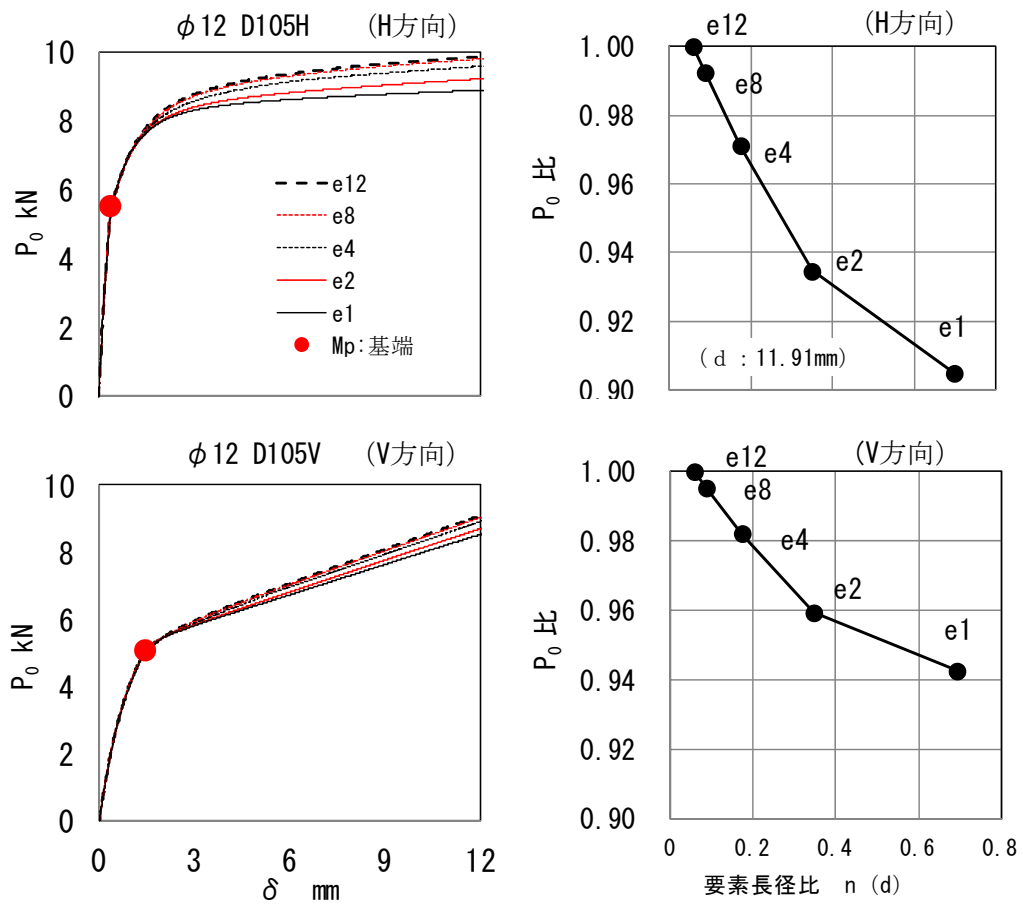 φ12 D105H (H方向)
10
8
6
4
2
0
P₀ kN
e12
e8
e4
e2
e1
Mp:基端
(H方向)
1.00
0.98
0.96
0.94
0.92
0.90
P₀ 比
e12
e8
e4
e2
e1
(d : 11.91mm)
φ12 D105V (V方向)
10
8
6
4
2
0
P₀ kN
0 3 6 9 12
δ mm
(V方向)
1.00
0.98
0.96
0.94
0.92
0.90
P₀ 比
e12
e8
e4
e2
e1
0 0.2 0.4 0.6 0.8
要素長径比 n (d)